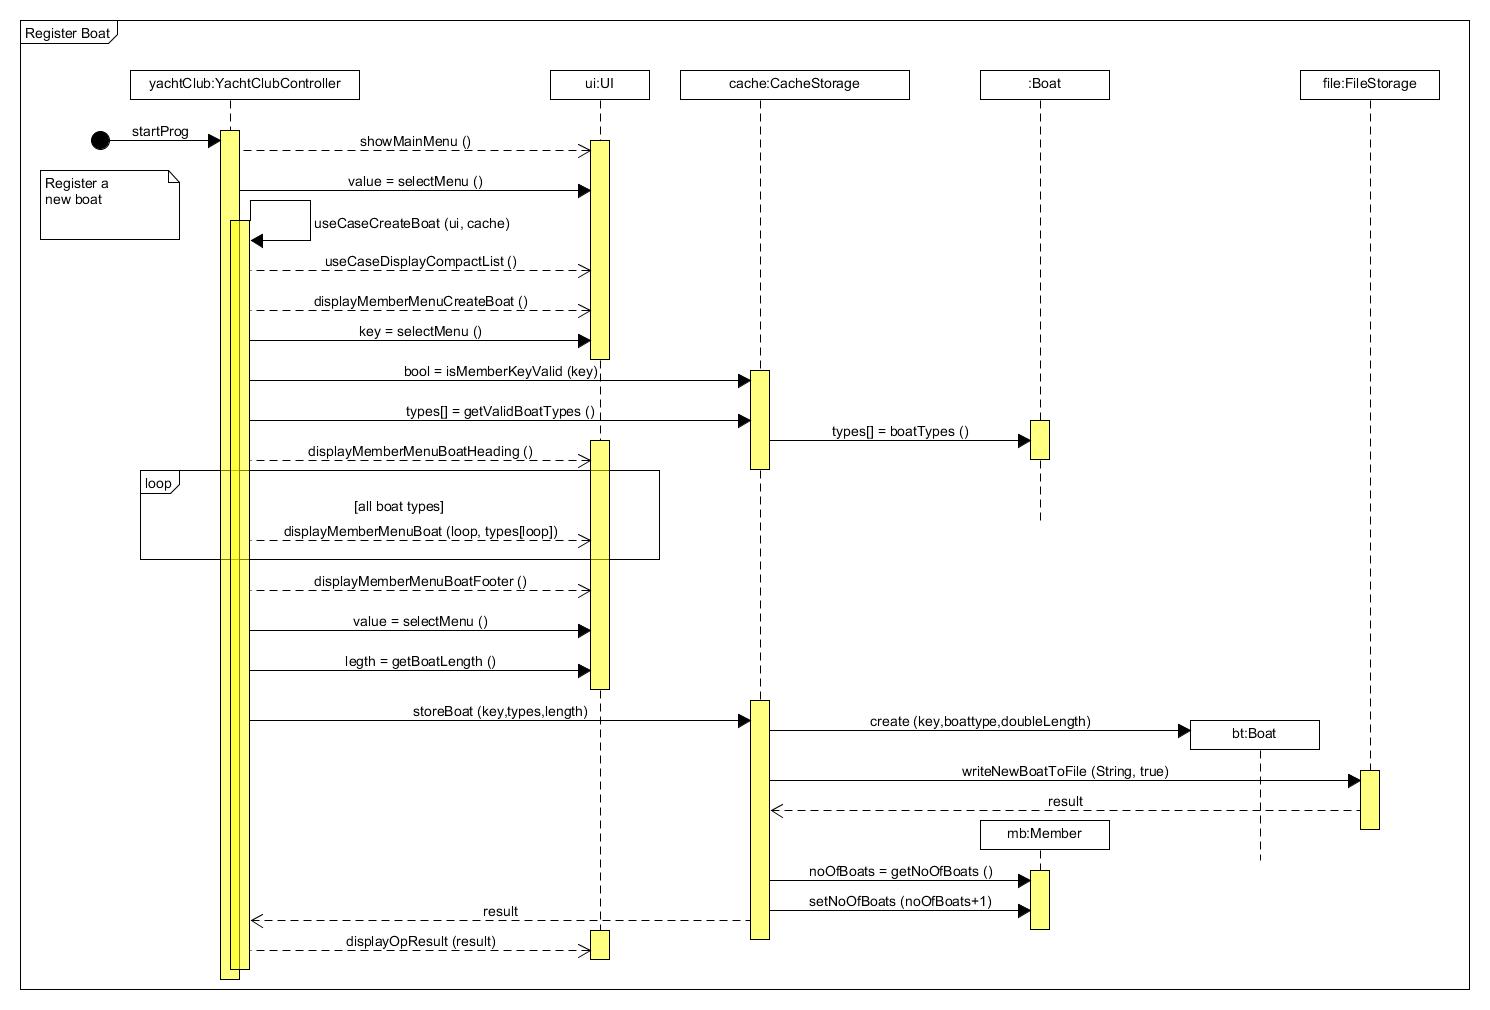 Register Boat
yachtClub:YachtClubController
ui:UI
cache:CacheStorage
:Boat
file:FileStorage
startProg
showMainMenu ()
Register a
new boat
value = selectMenu ()
useCaseCreateBoat (ui, cache)
useCaseDisplayCompactList ()
displayMemberMenuCreateBoat ()
key = selectMenu ()
bool = isMemberKeyValid (key)
types[] = getValidBoatTypes ()
types[] = boatTypes ()
displayMemberMenuBoatHeading ()
loop
[all boat types]
displayMemberMenuBoat (loop, types[loop])
displayMemberMenuBoatFooter ()
value = selectMenu ()
legth = getBoatLength ()
storeBoat (key,types,length)
create (key,boattype,doubleLength)
bt:Boat
writeNewBoatToFile (String, true)
result
mb:Member
noOfBoats = getNoOfBoats ()
setNoOfBoats (noOfBoats+1)
result
displayOpResult (result)